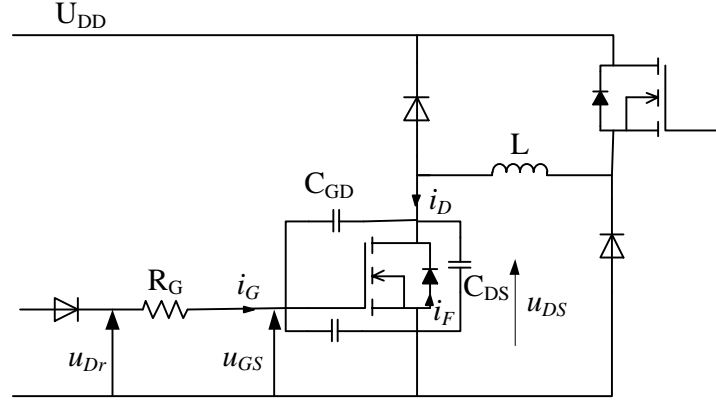 U_DD
L
C_GD
i_D
R_G
i_G
C_DS
u_DS
i_F
u_Dr
u_GS